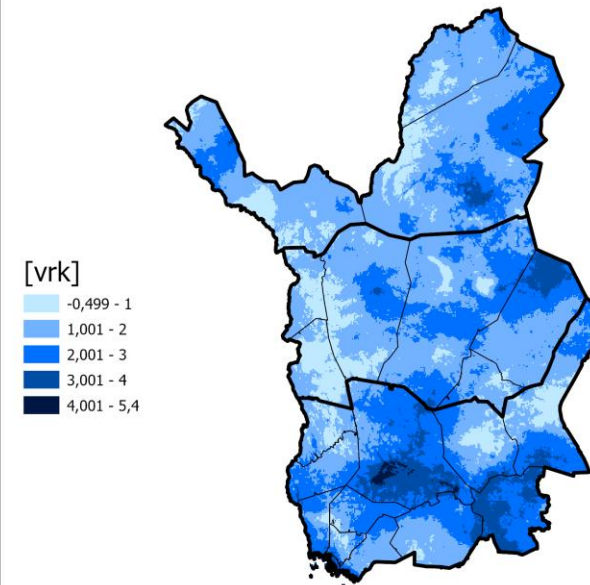 [vrk]
-0,499 - 1
1,001 - 2
2,001 - 3
3,001 - 4
4,001 - 5,4